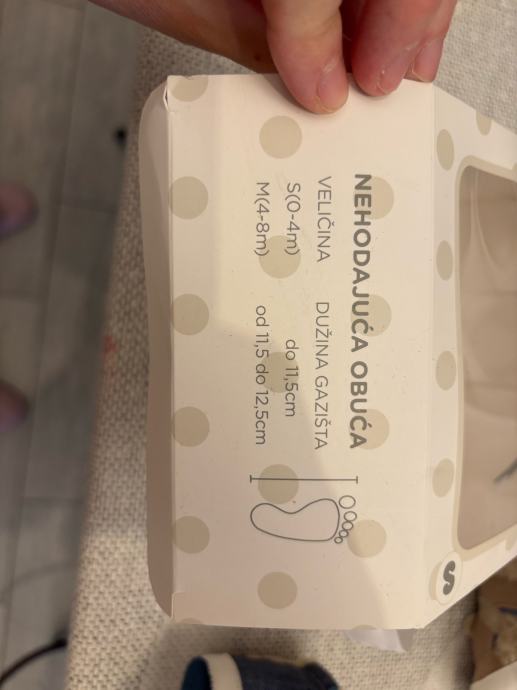 NEHODAJUĆA OBUĆA
VELIČINA DUŽINA GAZIŠTA
S(0-4m) do 11,5cm
M(4-8m) od 11,5 do 12,5cm
S